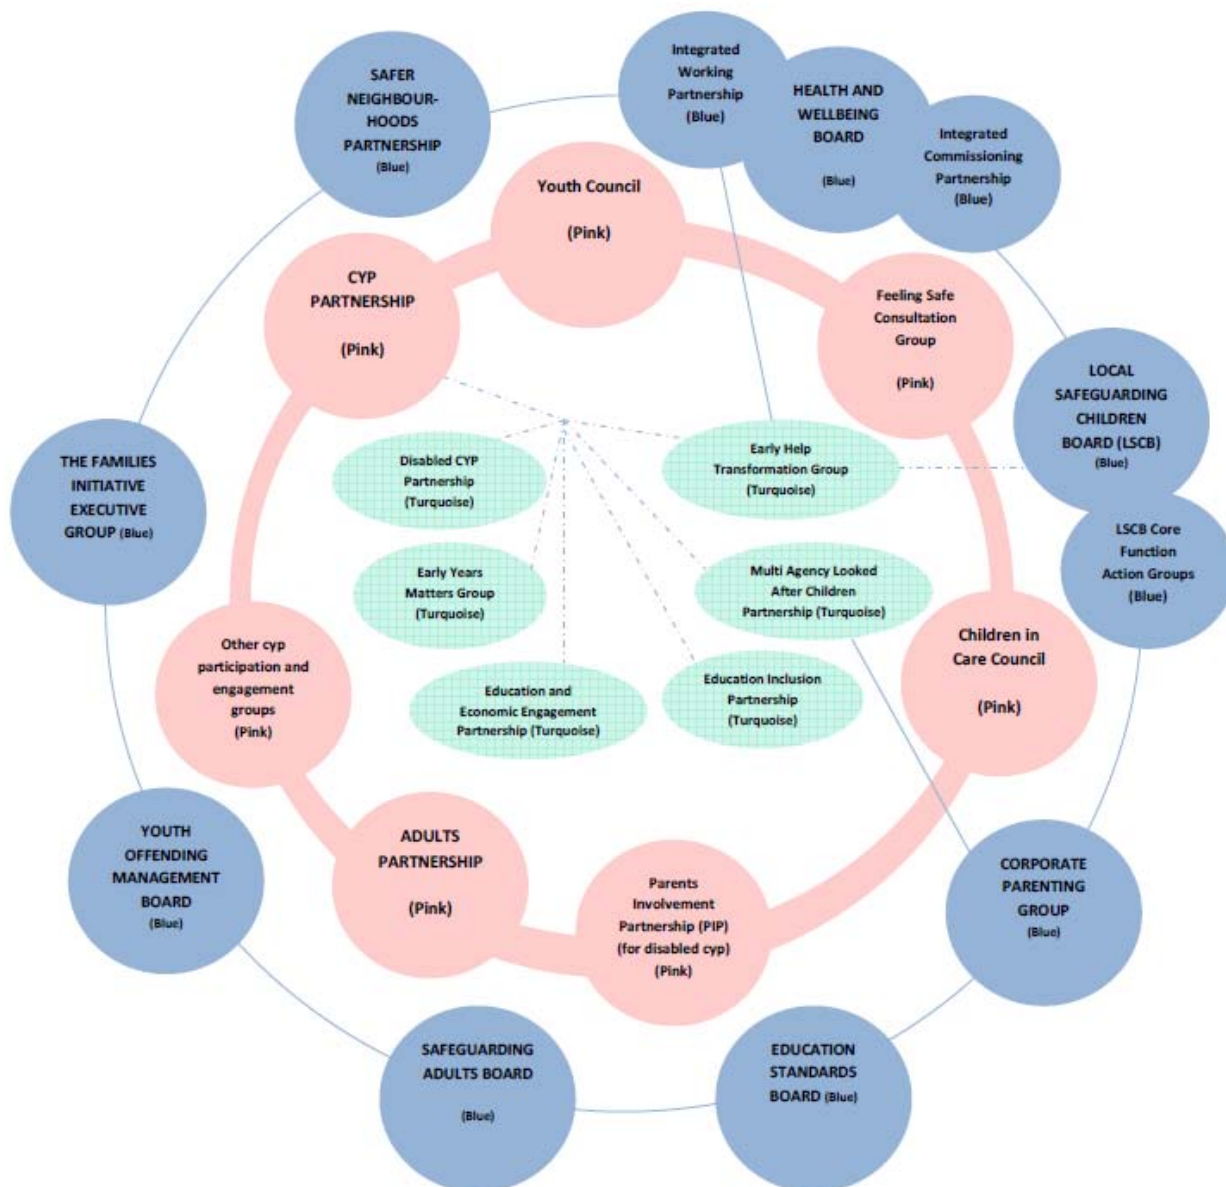 SAFER
NEIGHBOUR-
HOODS
PARTNERSHIP
(Blue)
Integrated
Working
Partnership
(Blue)
HEALTH AND
WELLBEING
BOARD
(Blue)
Integrated
Commissioning
Partnership
(Blue)
Youth Council
(Pink)
CYP
PARTNERSHIP
(Pink)
Feeling Safe
Consultation
Group
(Pink)
LOCAL
SAFEGUARDING
CHILDREN
BOARD (LSCB)
(Blue)
THE FAMILIES
INITIATIVE
EXECUTIVE
GROUP (Blue)
Disabled CYP
Partnership
(Turquoise)
Early Help
Transformation Group
(Turquoise)
LSCB Core
Function
Action Groups
(Blue)
Early Years
Matters Group
(Turquoise)
Multi Agency Looked
After Children
Partnership (Turquoise)
Other cyp
participation and
engagement
groups
(Pink)
Children in
Care Council
(Pink)
Education and
Economic Engagement
Partnership (Turquoise)
Education Inclusion
Partnership
(Turquoise)
YOUTH
OFFENDING
MANAGEMENT
BOARD
(Blue)
ADULTS
PARTNERSHIP
(Pink)
Parents
Involvement
Partnership (PIP)
(for disabled cyp)
(Pink)
CORPORATE
PARENTING
GROUP
(Blue)
SAFEGUARDING
ADULTS BOARD
(Blue)
EDUCATION
STANDARDS
BOARD (Blue)